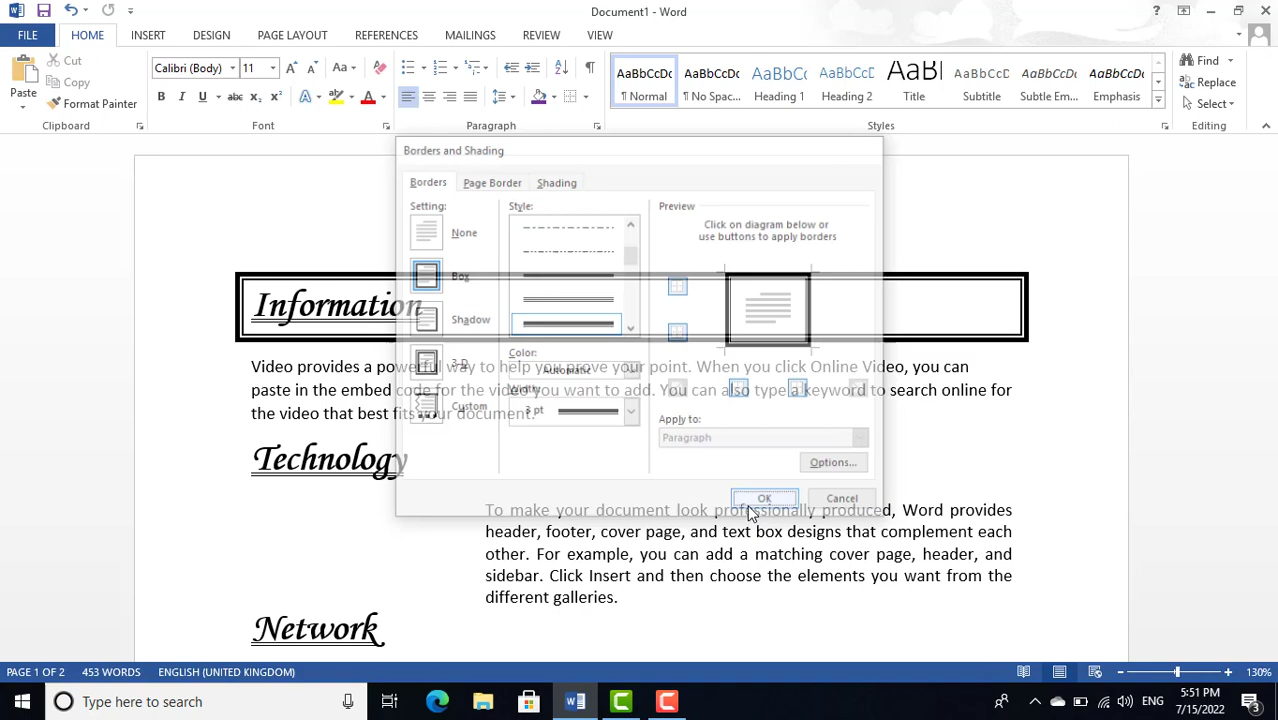 Document1 - Word
FILE HOME INSERT DESIGN PAGE LAYOUT REFERENCES MAILINGS REVIEW VIEW
Cut
Copy
Paste
Format Painter
Clipboard
Calibri (Body) 11
Font
Paragraph
AaBbCcDc AaBbCcDc AaBbCc AaBbCcC AaBl AaBbCcD AaBbCcDc AaBbCcDc
¶ Normal ¶ No Spac... Heading 1 Heading 2 Title Subtitle Subtle Em... Emphasis
Styles
Find
Replace
Select
Editing
Borders and Shading
Borders Page Border Shading
Setting:
None
Box
Shadow
3-D
Custom
Style:
Color:
Automatic
Width:
3 pt
Preview
Click on diagram below or
use buttons to apply borders
Apply to:
Paragraph
Options...
OK Cancel
Information
Video provides a powerful way to help you prove your point. When you click Online Video, you can
paste in the embed code for the video you want to add. You can also type a keyword to search online for
the video that best fits your document.
Technology
To make your document look professionally produced, Word provides
header, footer, cover page, and text box designs that complement each
other. For example, you can add a matching cover page, header, and
sidebar. Click Insert and then choose the elements you want from the
different galleries.
Network
PAGE 1 OF 2 453 WORDS ENGLISH (UNITED KINGDOM) 130%
Type here to search
ENG
5:51 PM
7/15/2022
3